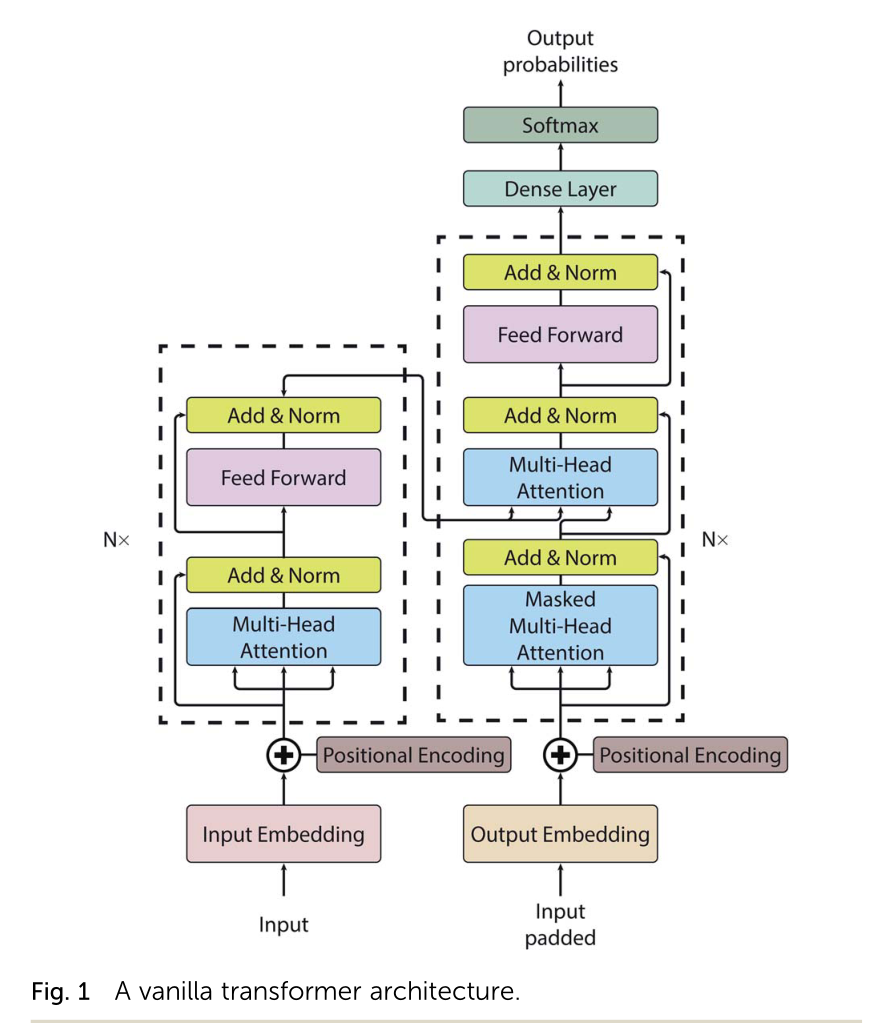 Output
probabilities
Softmax
Dense Layer
Add & Norm
Feed Forward
Add & Norm
Multi-Head
Attention
Add & Norm
Masked
Multi-Head
Attention
N×
Add & Norm
Feed Forward
Add & Norm
Multi-Head
Attention
N×
Positional Encoding
Positional Encoding
Input Embedding
Output Embedding
Input
Input
padded
Fig. 1 A vanilla transformer architecture.